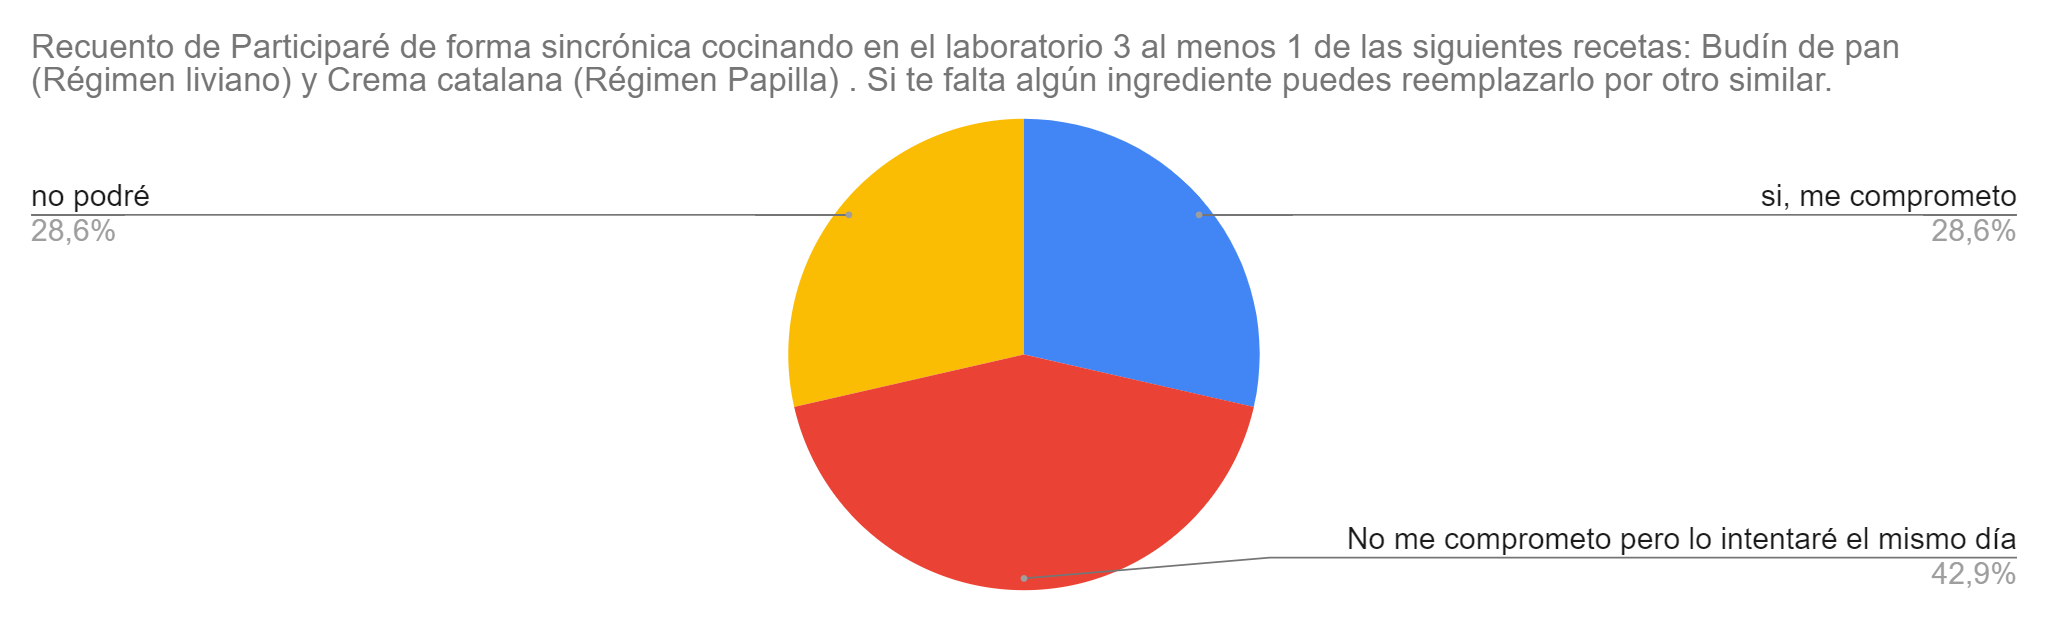 Recuento de Participaré de forma sincrónica cocinando en el laboratorio 3 al menos 1 de las siguientes recetas: Budín de pan
(Régimen liviano) y Crema catalana (Régimen Papilla) . Si te falta algún ingrediente puedes reemplazarlo por otro similar.
no podré
28,6%
si, me comprometo
28,6%
No me comprometo pero lo intentaré el mismo día
42,9%